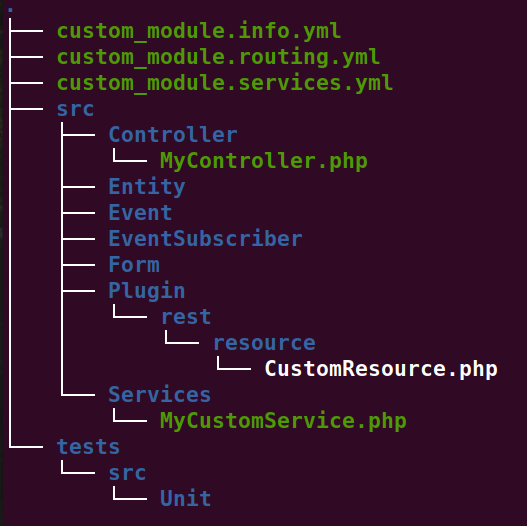 .
custom_module.info.yml
custom_module.routing.yml
custom_module.services.yml
src
Controller
MyController.php
Entity
Event
EventSubscriber
Form
Plugin
rest
resource
CustomResource.php
Services
MyCustomService.php
tests
src
Unit